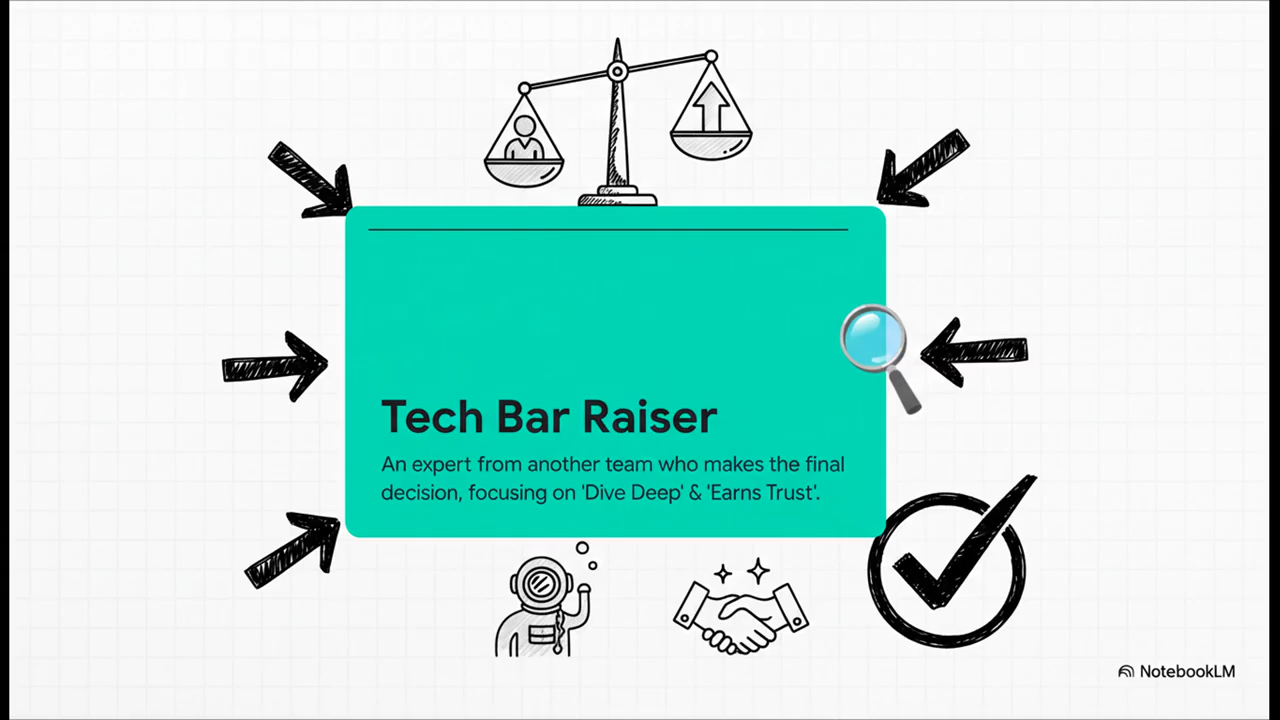 Tech Bar Raiser
An expert from another team who makes the final
decision, focusing on 'Dive Deep' & 'Earns Trust'.
NotebookLM